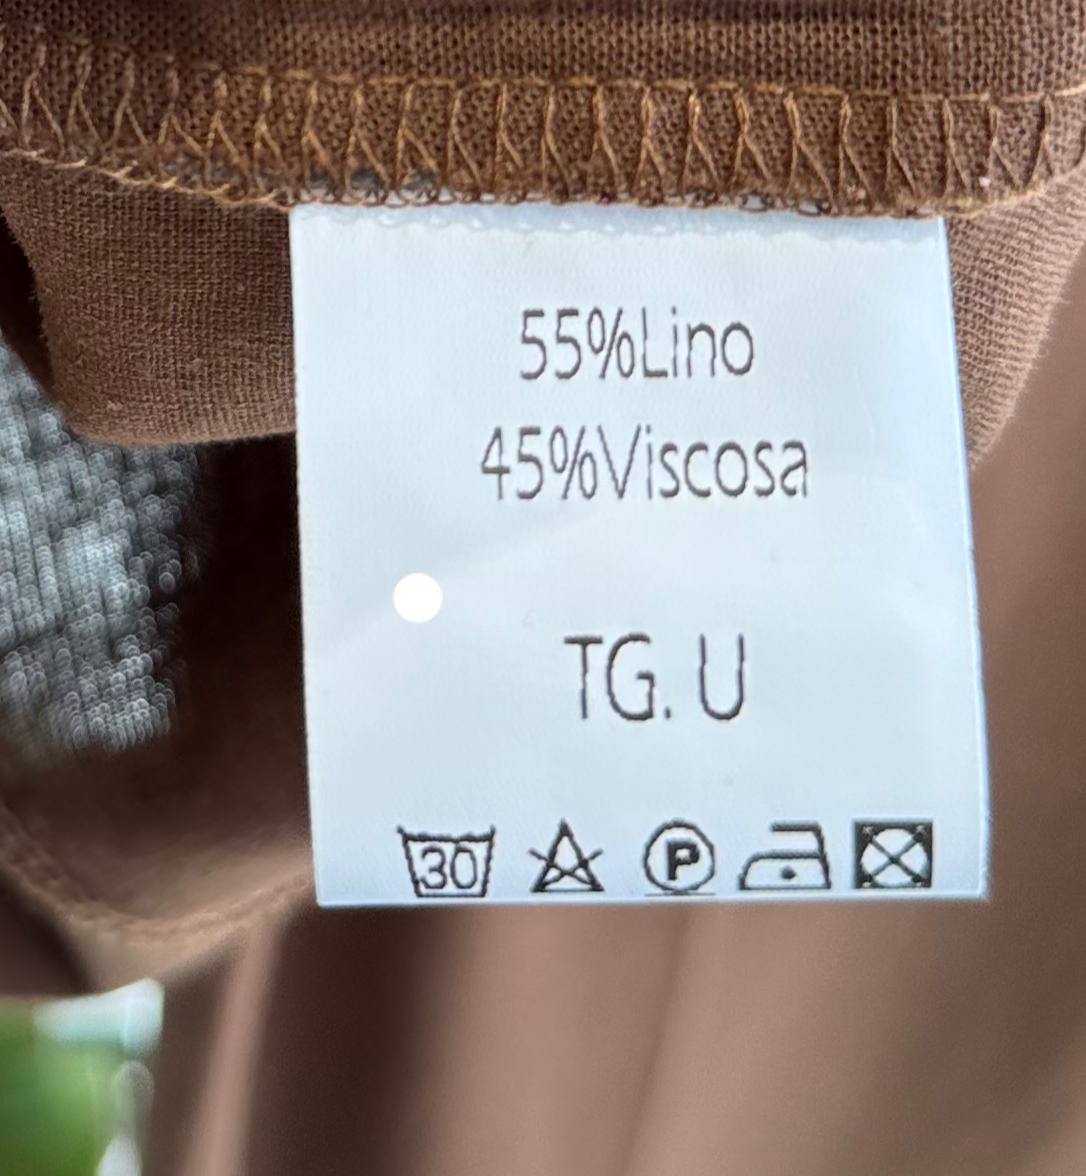 55%Lino
45%Viscosa
TG. U
30 P